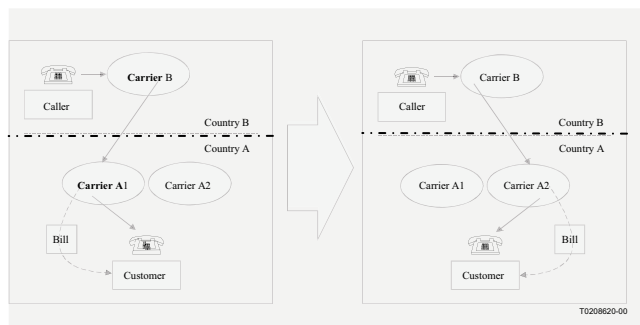 Carrier B
Caller
Country B
Country A
Carrier A1
Carrier A2
Bill
Customer
Carrier B
Caller
Country B
Country A
Carrier A1
Carrier A2
Bill
Customer
T0208620-00